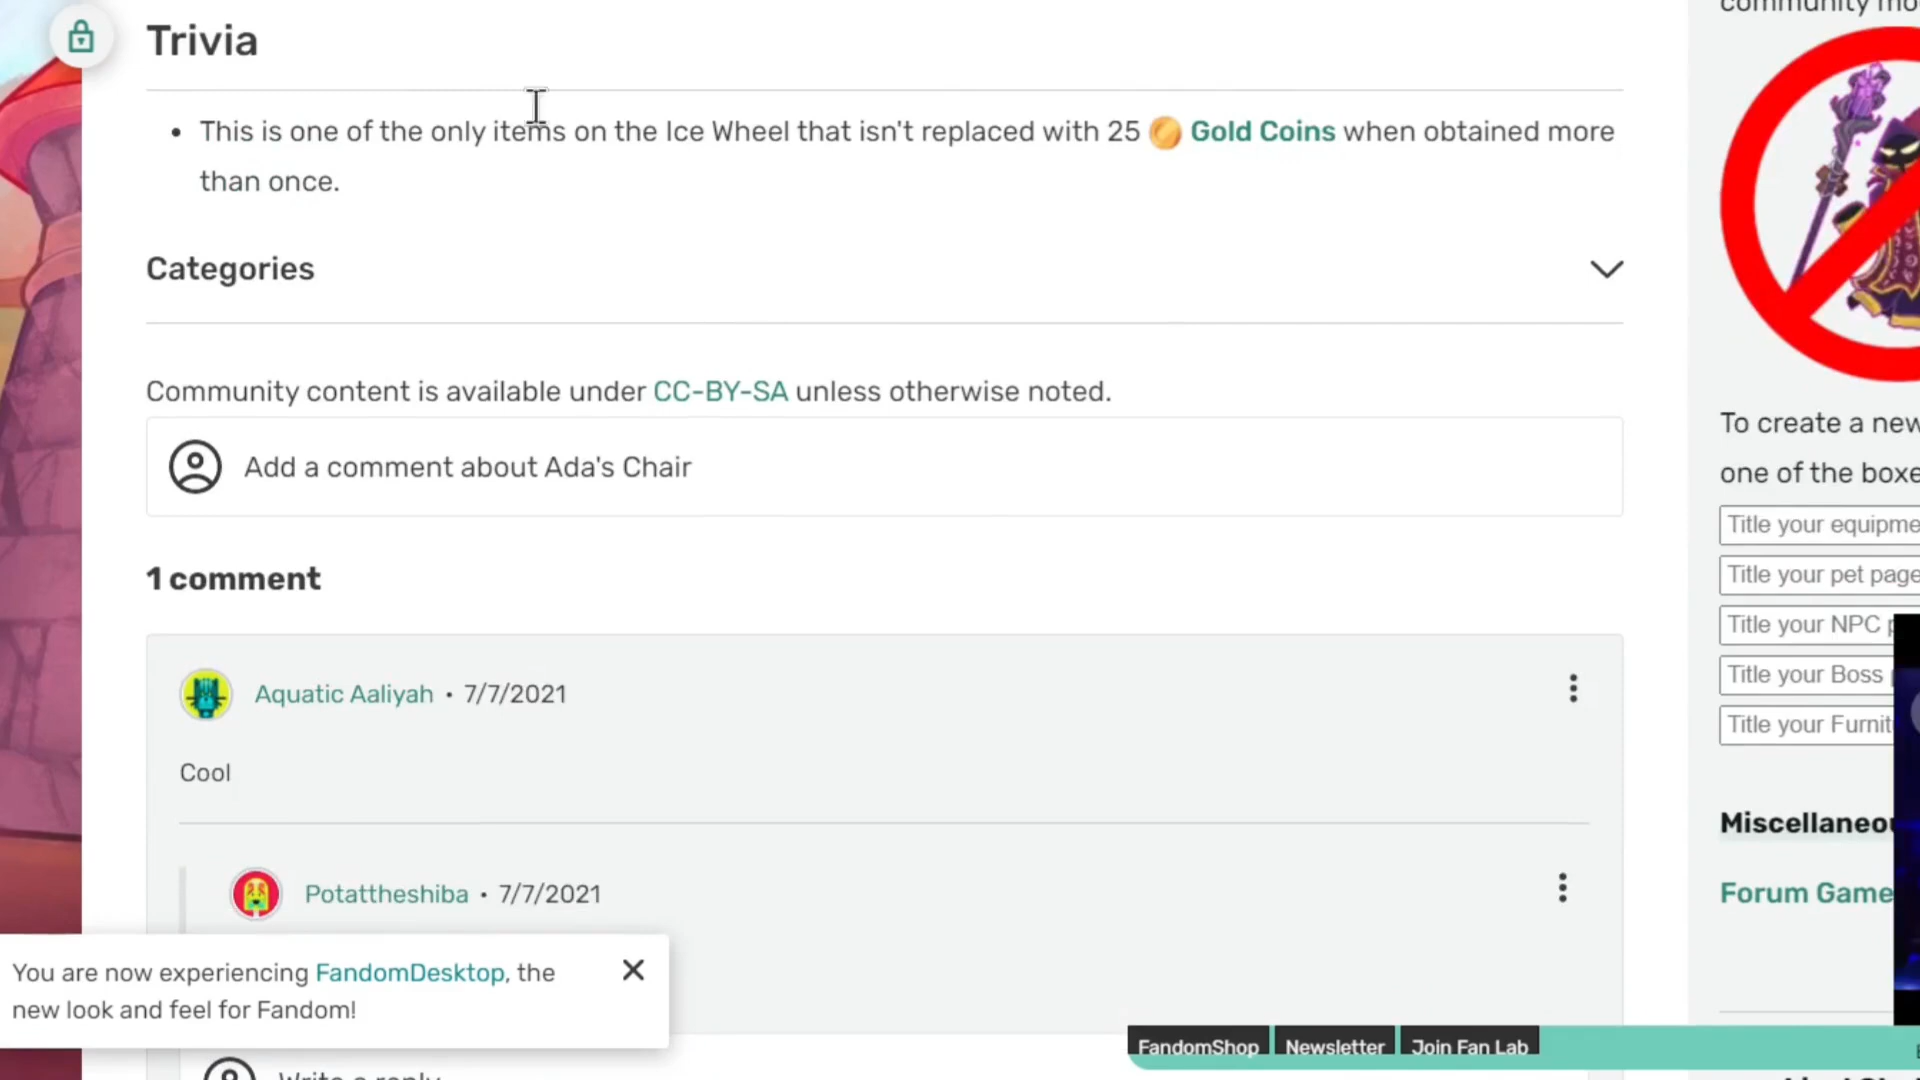 community mo
Trivia
This is one of the only items on the Ice Wheel that isn't replaced with 25 Gold Coins when obtained more
than once.
Categories
Community content is available under CC-BY-SA unless otherwise noted.
Add a comment about Ada's Chair
1 comment
Aquatic Aaliyah • 7/7/2021
Cool
Potattheshiba • 7/7/2021
You are now experiencing FandomDesktop, the
new look and feel for Fandom!
Write a reply
FandomShop
Newsletter
Join Fan Lab
To create a new
one of the boxe
Title your equipme
Title your pet page
Title your NPC p
Title your Boss
Title your Furnit
Miscellaneou
Forum Game